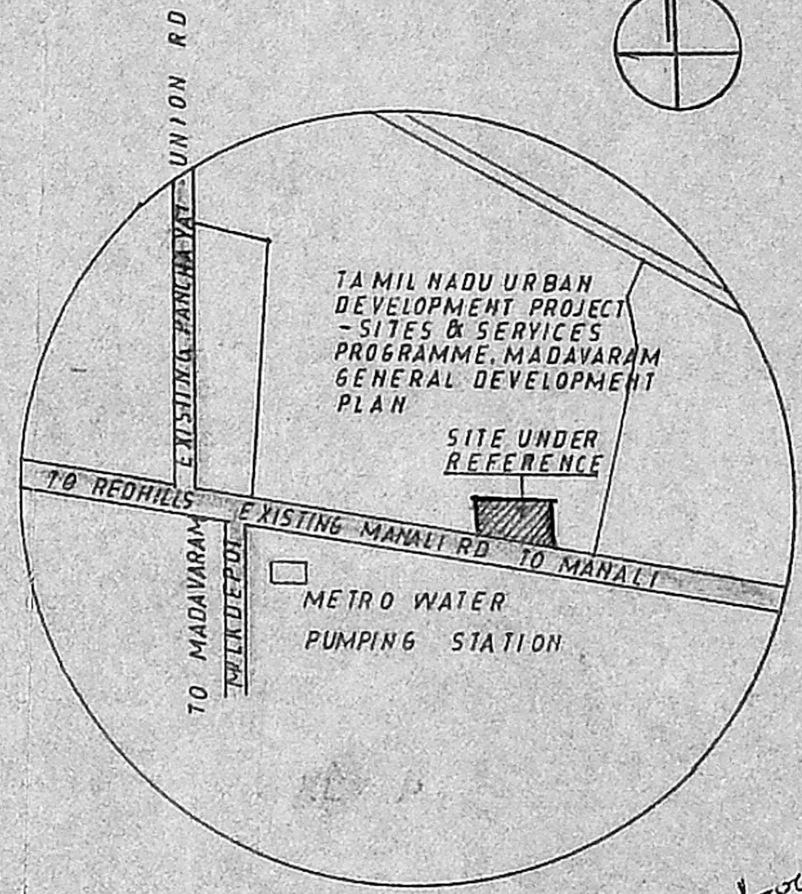 EXISTING PANCHAYAT - UNION RD
TAMIL NADU URBAN
DEVELOPMENT PROJECT
- SITES & SERVICES
PROGRAMME, MADAVARAM
GENERAL DEVELOPMENT
PLAN
SITE UNDER
REFERENCE
TO REDHILLS
EXISTING MANALI RD TO MANALI
TO MADAVARAM
MILK DEPOT
METRO WATER
PUMPING STATION